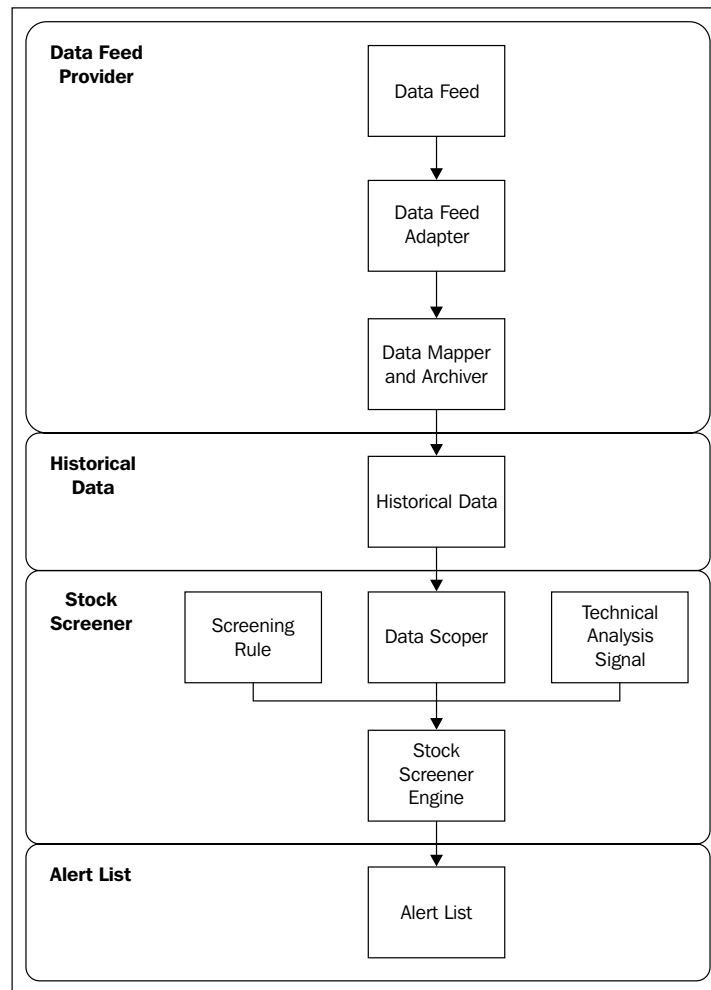 Data Feed
Provider
Data Feed
Data Feed
Adapter
Data Mapper
and Archiver
Historical
Data
Historical Data
Stock
Screener
Screening
Rule
Data Scoper
Technical
Analysis
Signal
Stock
Screener
Engine
Alert List
Alert List